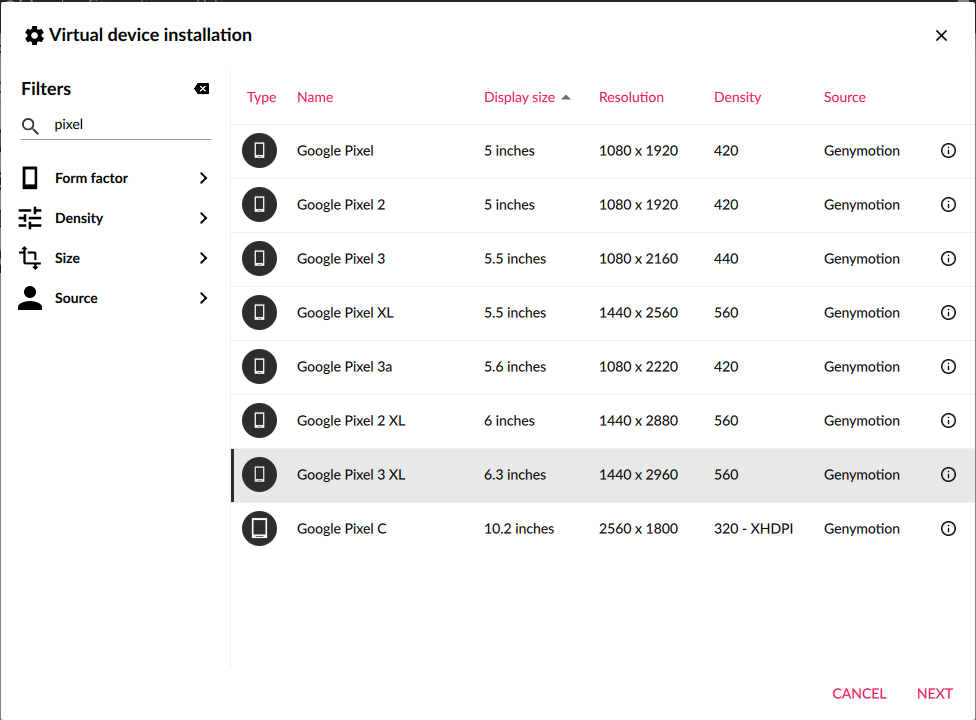 Virtual device installation
Filters
pixel
Form factor
Density
Size
Source
Type Name Display size Resolution Density Source
Google Pixel 5 inches 1080 x 1920 420 Genymotion
Google Pixel 2 5 inches 1080 x 1920 420 Genymotion
Google Pixel 3 5.5 inches 1080 x 2160 440 Genymotion
Google Pixel XL 5.5 inches 1440 x 2560 560 Genymotion
Google Pixel 3a 5.6 inches 1080 x 2220 420 Genymotion
Google Pixel 2 XL 6 inches 1440 x 2880 560 Genymotion
Google Pixel 3 XL 6.3 inches 1440 x 2960 560 Genymotion
Google Pixel C 10.2 inches 2560 x 1800 320 - XHDPI Genymotion
CANCEL NEXT